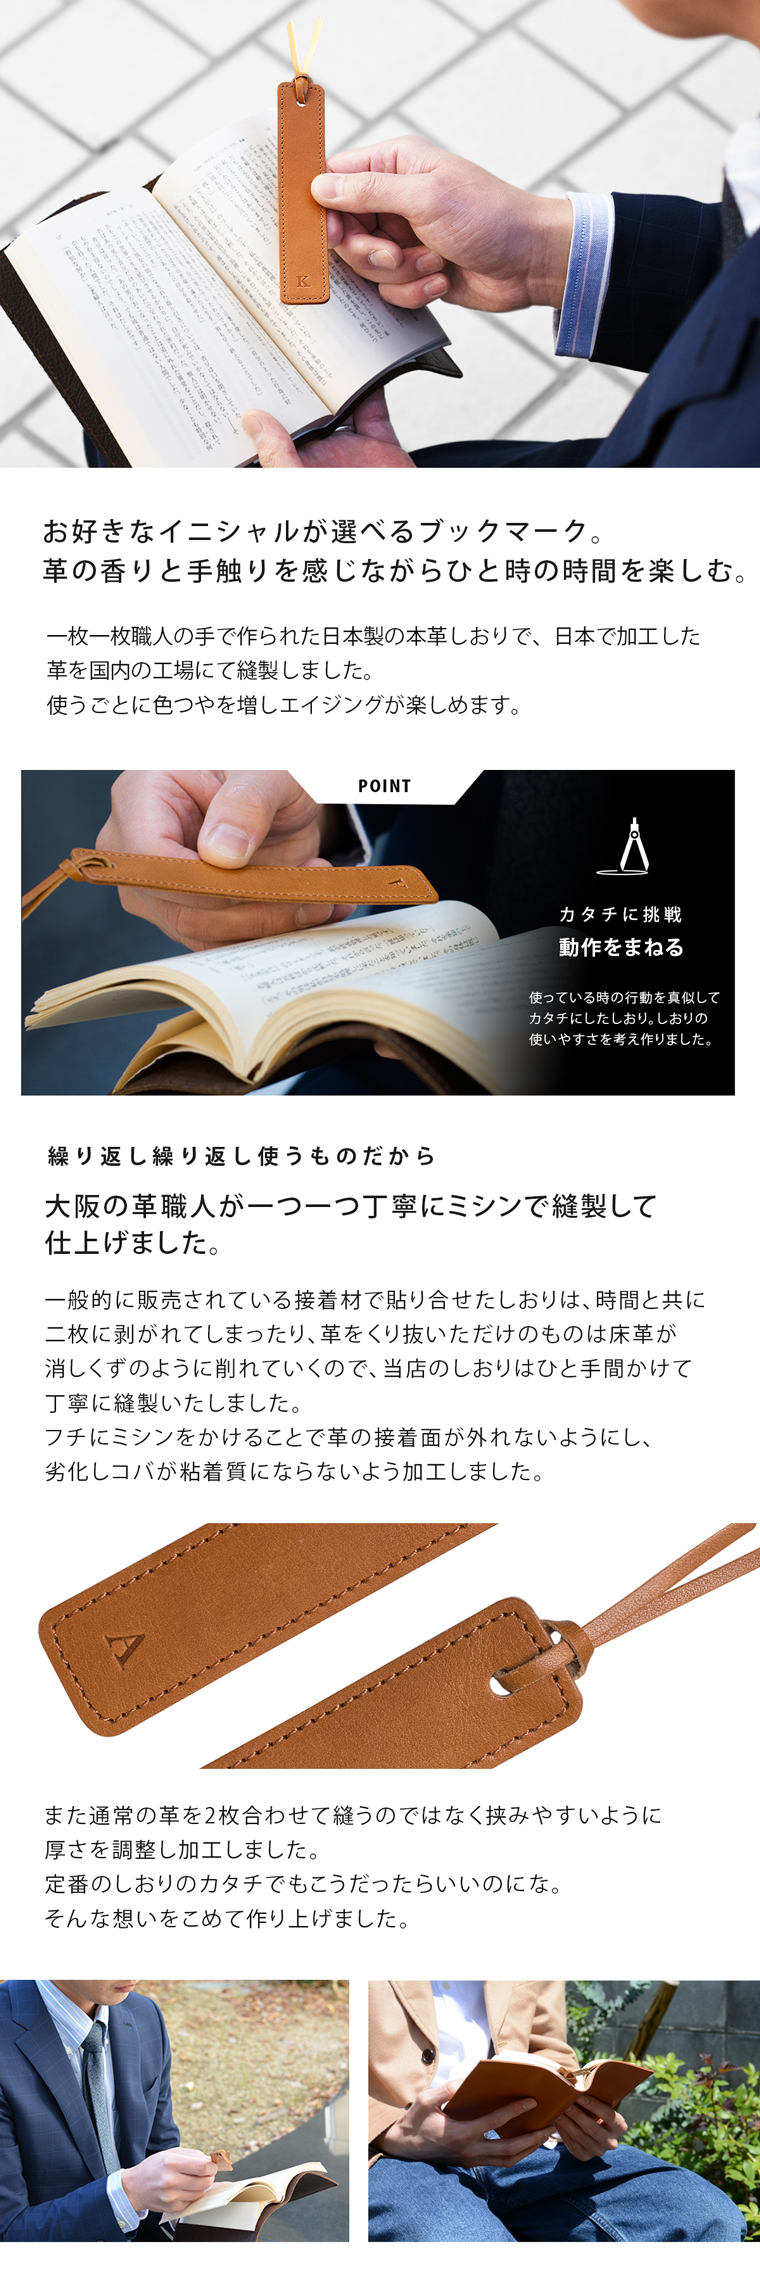 K
お好きなイニシャルが選べるブックマーク。
革の香りと手触りを感じながらひと時の時間を楽しむ。
一枚一枚職人の手で作られた日本製の本革しおりで、日本で加工した
革を国内の工場にて縫製しました。
使うごとに色つやを増しエイジングが楽しめます。
POINT
F
カタチに挑戦
動作をまねる
使っている時の行動を真似して
カタチにしたしおり。しおりの
使いやすさを考え作りました。
繰り返し繰り返し使うものだから
大阪の革職人が一つ一つ丁寧にミシンで縫製して
仕上げました。
一般的に販売されている接着材で貼り合せたしおりは、時間と共に
二枚に剥がれてしまったり、革をくり抜いただけのものは床革が
消しくずのように削れていくので、当店のしおりはひと手間かけて
丁寧に縫製いたしました。
フチにミシンをかけることで革の接着面が外れないようにし、
劣化しコバが粘着質にならないよう加工しました。
A
また通常の革を2枚合わせて縫うのではなく挟みやすいように
厚さを調整し加工しました。
定番のしおりのカタチでもこうだったらいいのにな。
そんな想いをこめて作り上げました。